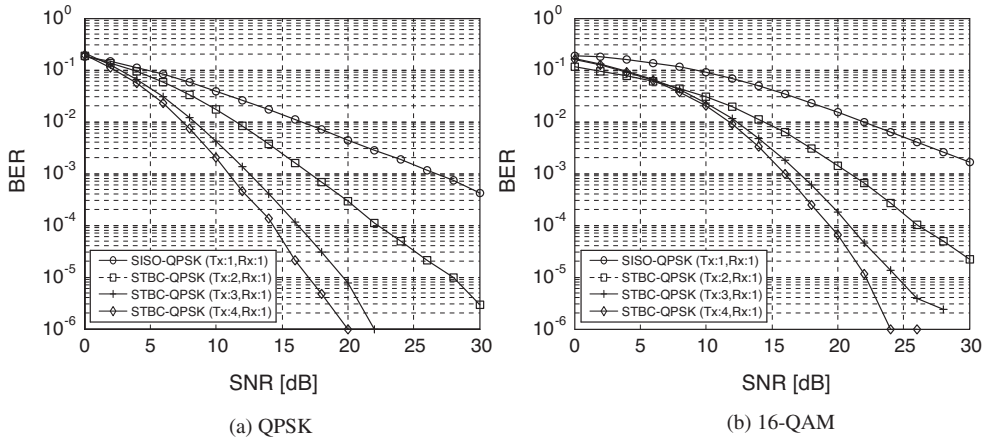 10^0
10^-1
10^-2
10^-3
10^-4
10^-5
10^-6
BER
SISO-QPSK (Tx:1,Rx:1)
STBC-QPSK (Tx:2,Rx:1)
STBC-QPSK (Tx:3,Rx:1)
STBC-QPSK (Tx:4,Rx:1)
0 5 10 15 20 25 30
SNR [dB]
(a) QPSK
10^0
10^-1
10^-2
10^-3
10^-4
10^-5
10^-6
BER
SISO-QPSK (Tx:1,Rx:1)
STBC-QPSK (Tx:2,Rx:1)
STBC-QPSK (Tx:3,Rx:1)
STBC-QPSK (Tx:4,Rx:1)
0 5 10 15 20 25 30
SNR [dB]
(b) 16-QAM